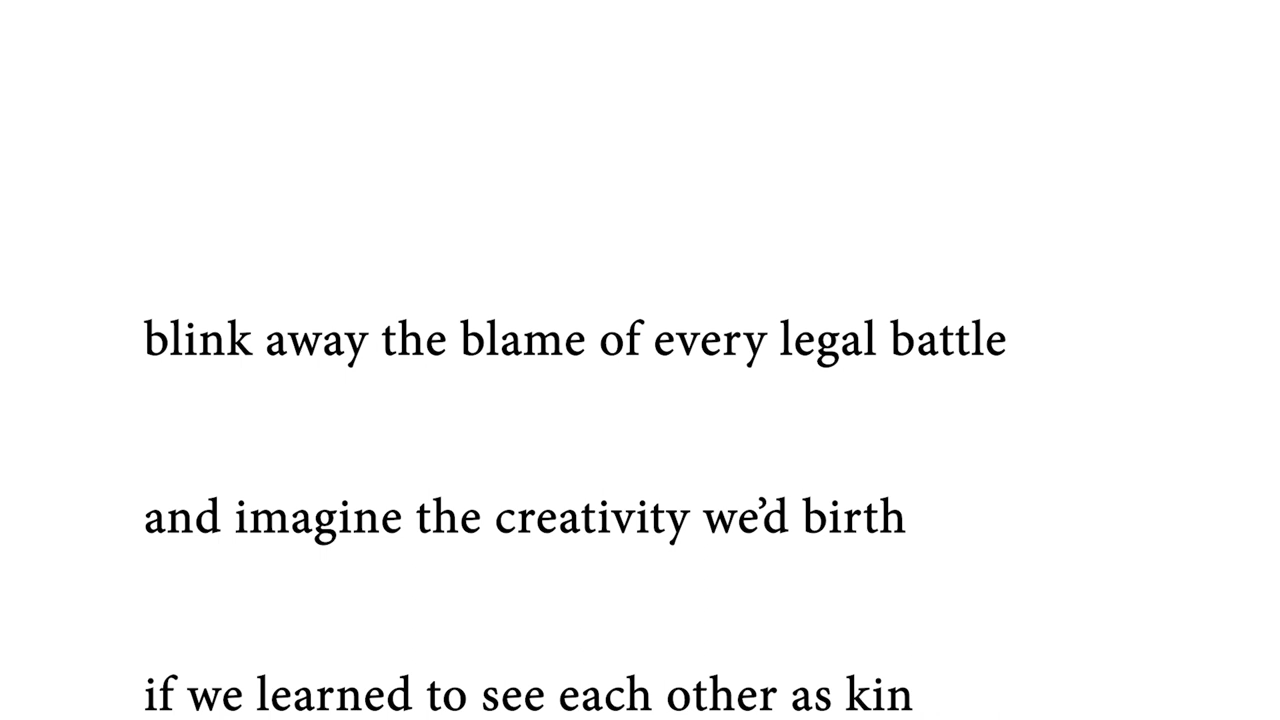 blink away the blame of every legal battle
and imagine the creativity we’d birth
if we learned to see each other as kin